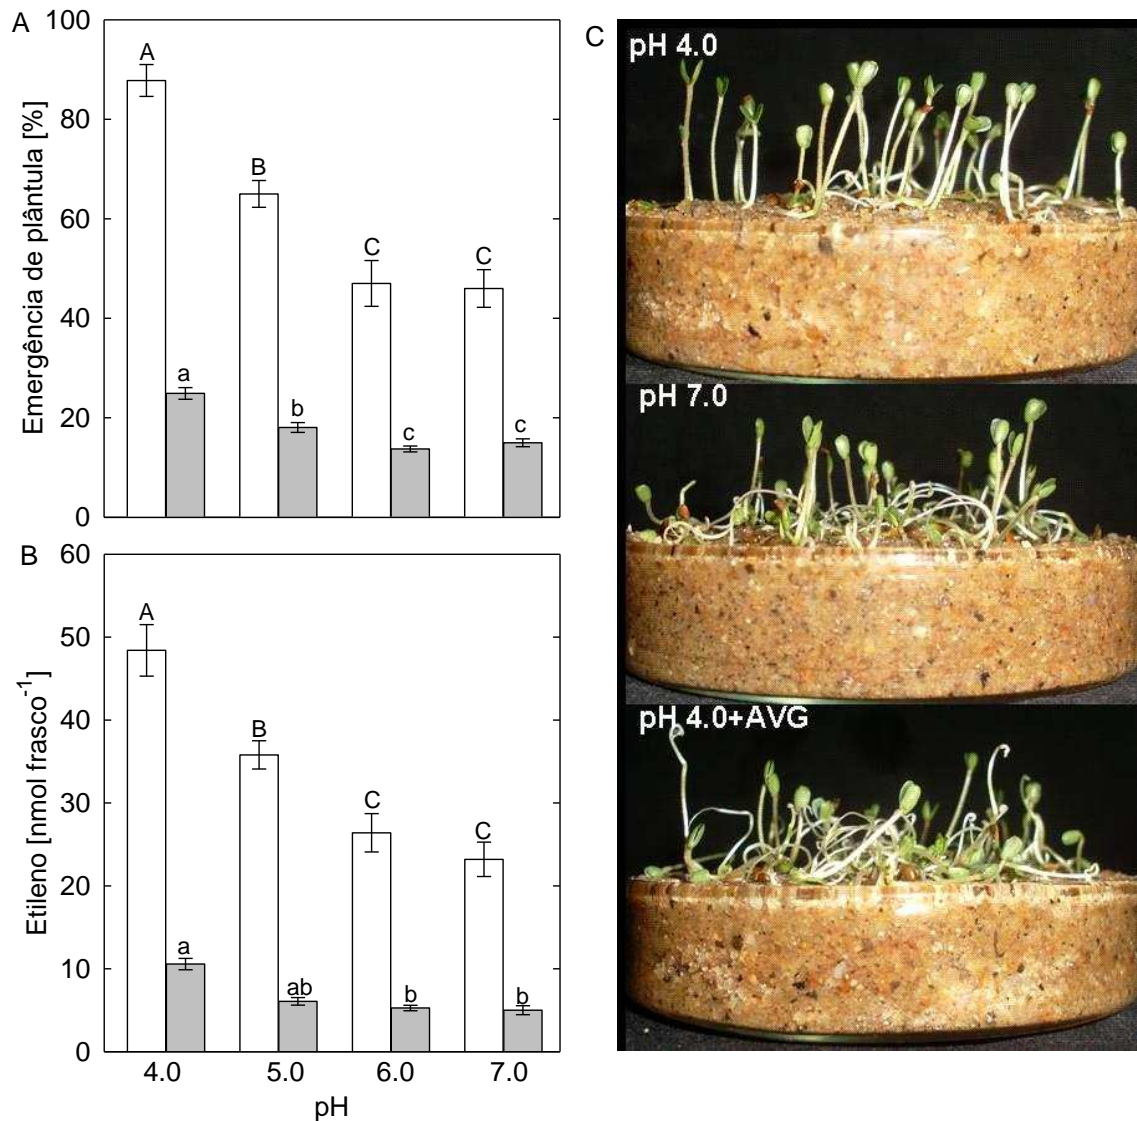 A
Emergência de plântula [%]
100
80
60
40
20
0
A
B
C
C
a
b
c
c
B
Etileno [nmol frasco-1]
60
50
40
30
20
10
0
A
B
C
C
a
ab
b
b
4.0 5.0 6.0 7.0
pH
C
pH 4.0
pH 7.0
pH 4.0+AVG